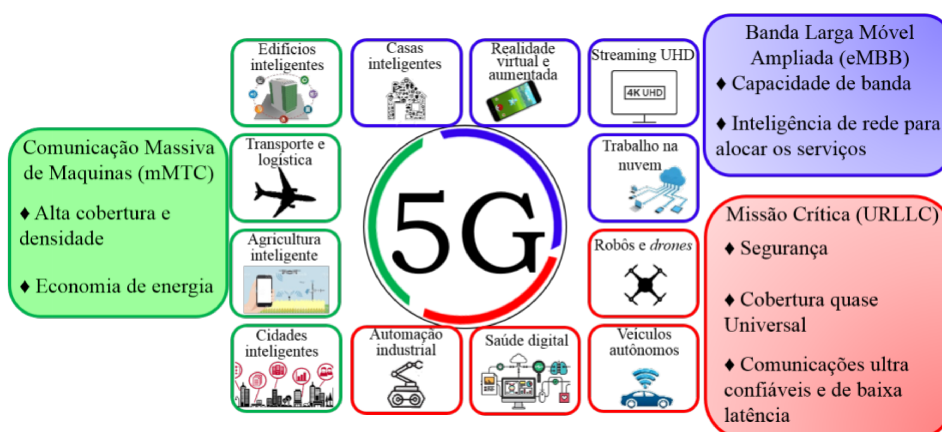 Edifícios
inteligentes
Casas
inteligentes
Realidade
virtual e
aumentada
Streaming UHD
4K UHD
Banda Larga Móvel
Ampliada (eMBB)
♦ Capacidade de banda
♦ Inteligência de rede para
alocar os serviços
Comunicação Massiva
de Maquinas (mMTC)
♦ Alta cobertura e
densidade
♦ Economia de energia
Transporte e
logística
5G
Trabalho na
nuvem
Agricultura
inteligente
Robôs e drones
Missão Crítica (URLLC)
♦ Segurança
♦ Cobertura quase
Universal
♦ Comunicações ultra
confiáveis e de baixa
latência
Cidades
inteligentes
Automação
industrial
Saúde digital
Veículos
autônomos